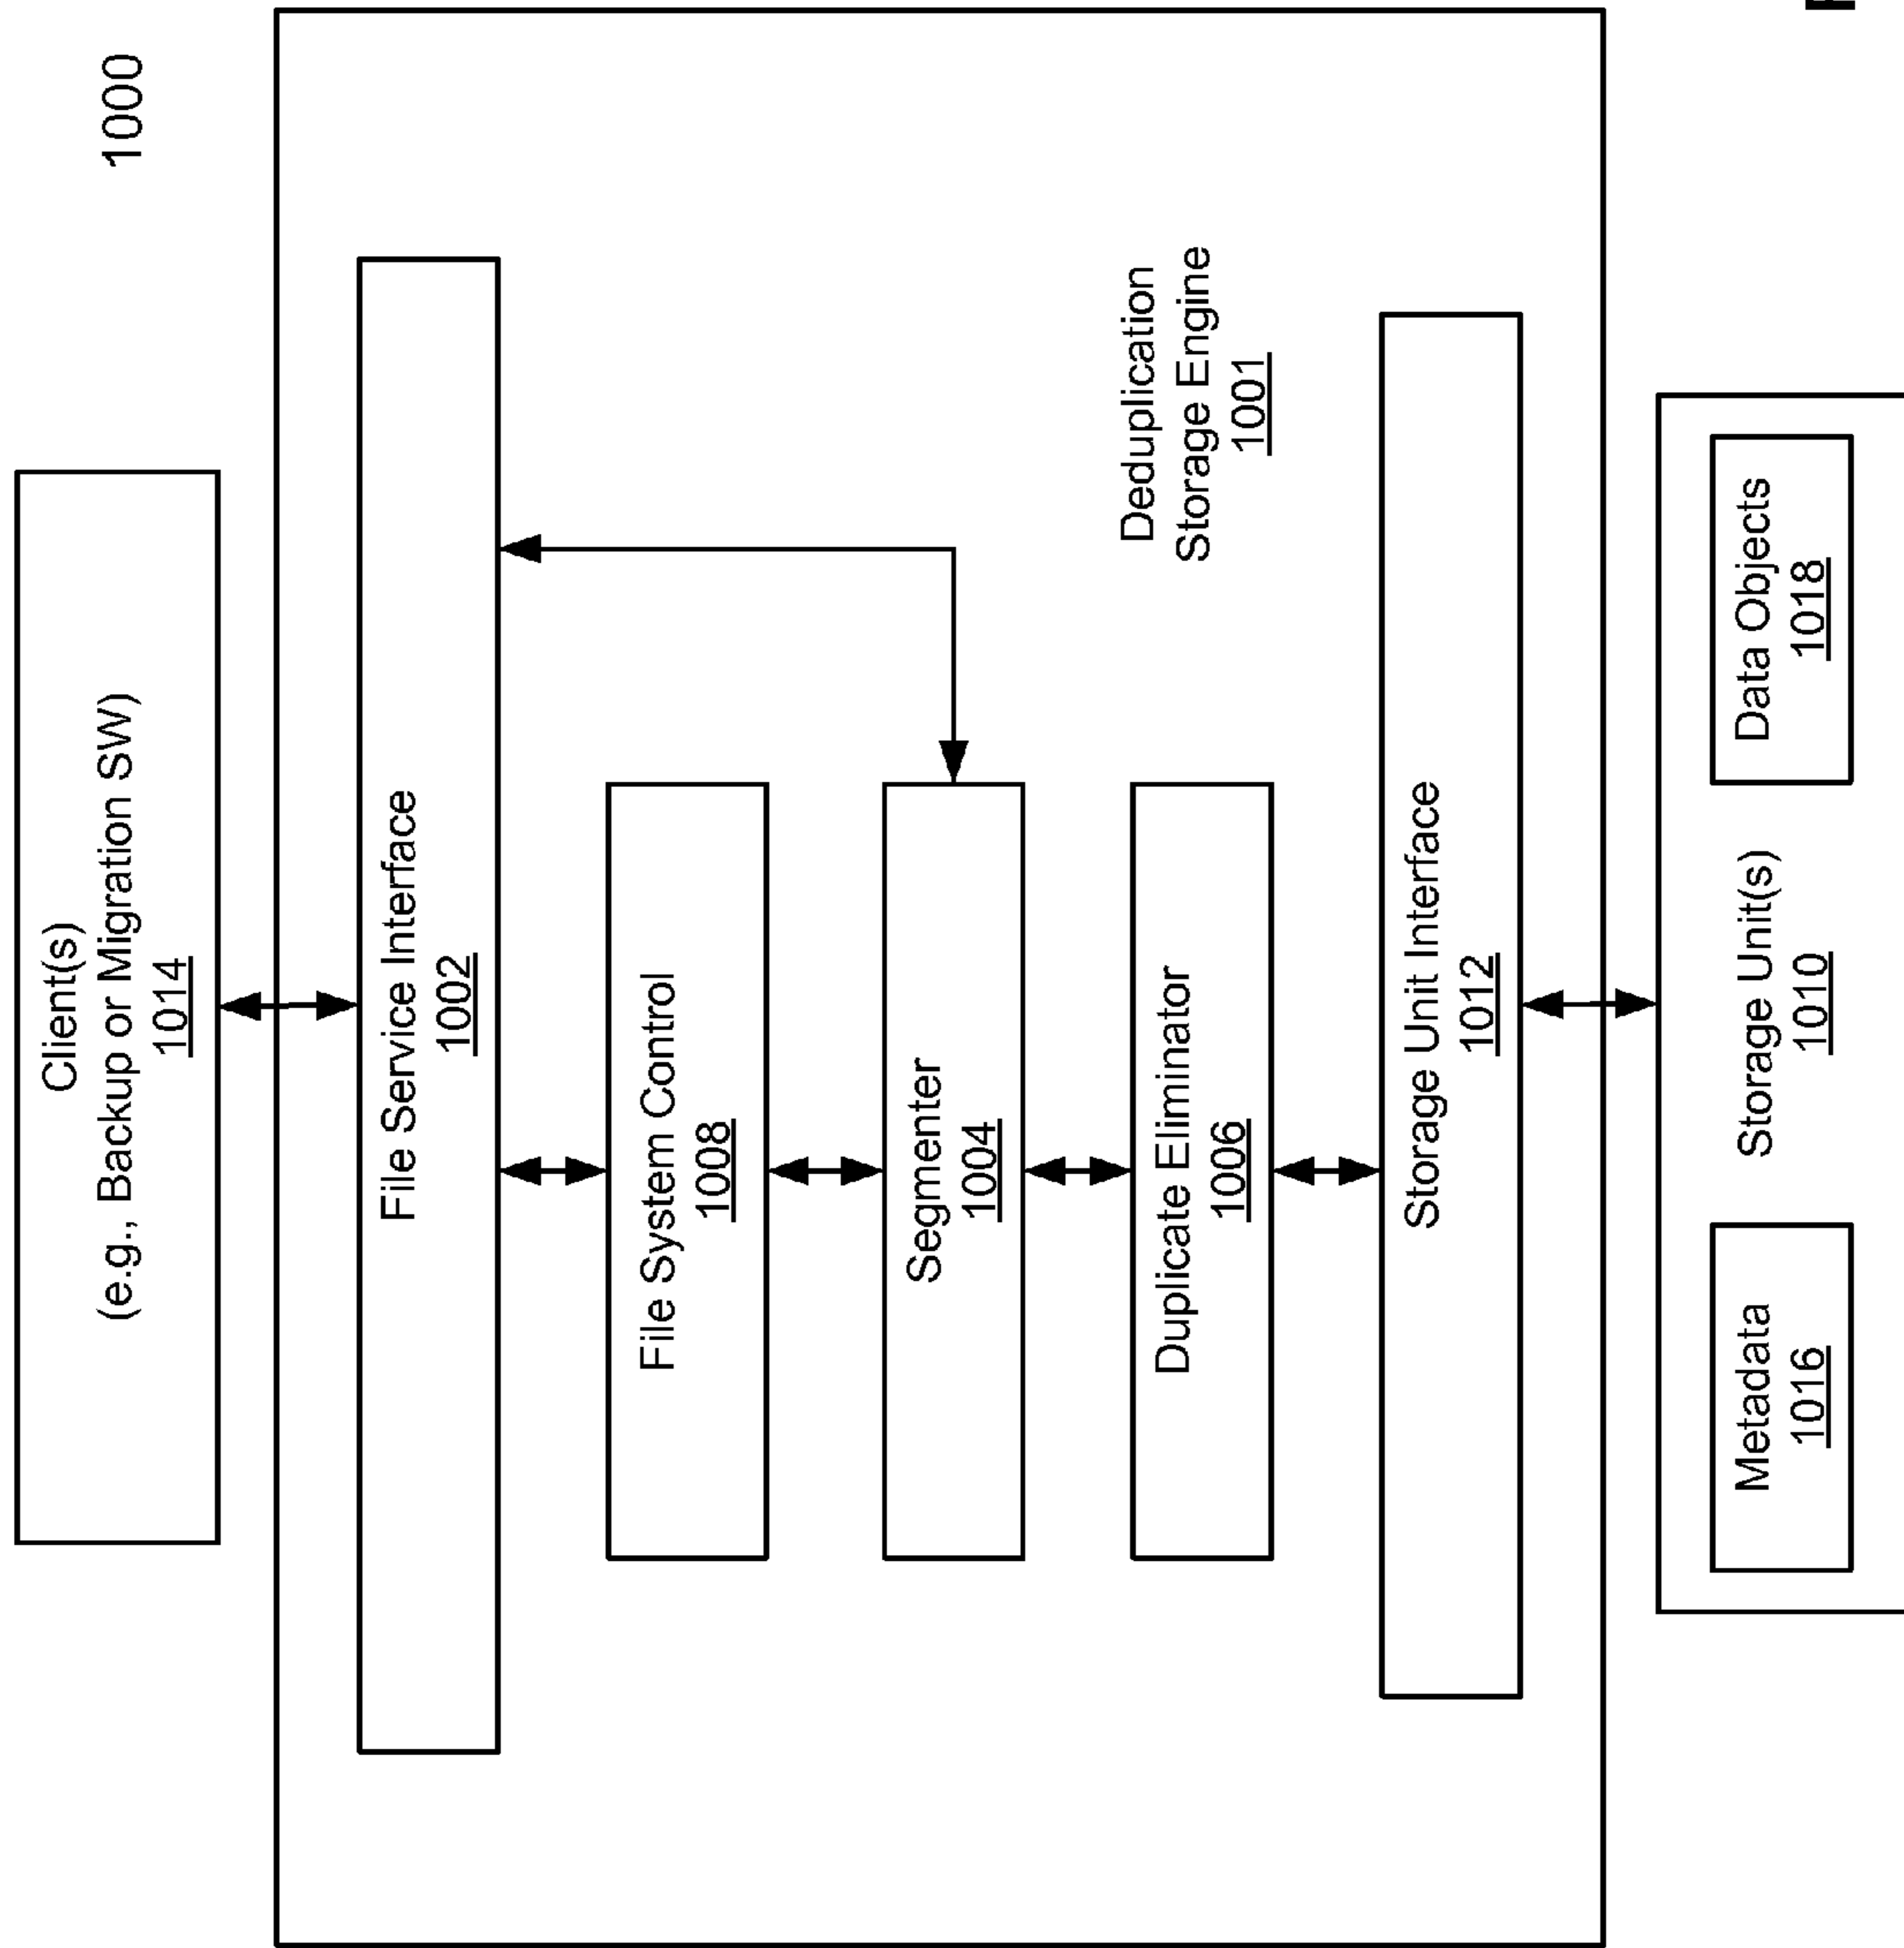 1000
Client(s)
(e.g., Backup or Migration SW)
1014
File Service Interface
1002
File System Control
1008
Segmenter
1004
Deduplication
Storage Engine
1001
Duplicate Eliminator
1006
Storage Unit Interface
1012
Metadata
1016
Storage Unit(s)
1010
Data Objects
1018